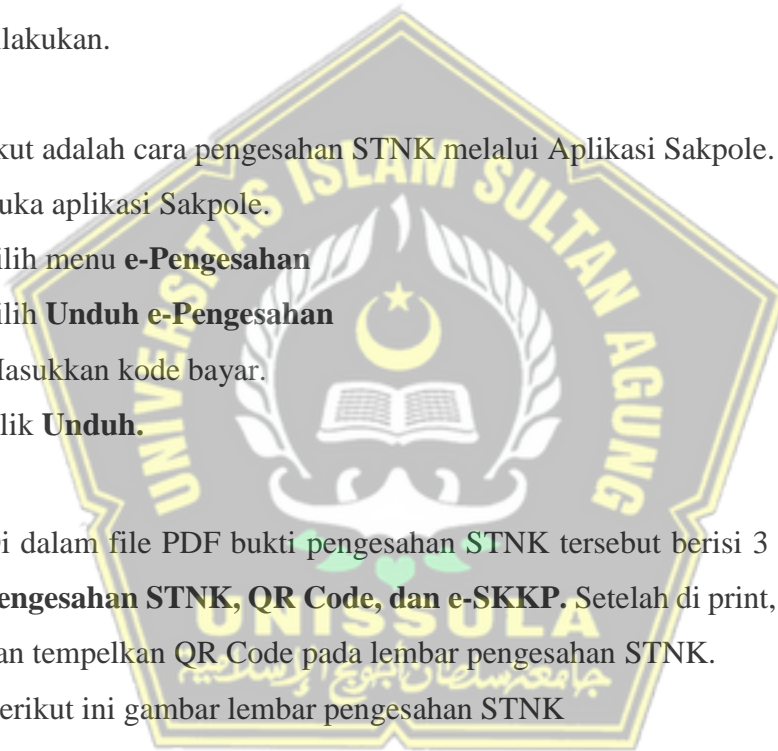 lakukan.
kut adalah cara pengesahan STNK melalui Aplikasi Sakpole.
uka aplikasi Sakpole.
ilih menu e-Pengesahan
ilih Unduh e-Pengesahan
Masukkan kode bayar.
lik Unduh.
i dalam file PDF bukti pengesahan STNK tersebut berisi 3
engesahan STNK, QR Code, dan e-SKKP. Setelah di print,
an tempelkan QR Code pada lembar pengesahan STNK.
erikut ini gambar lembar pengesahan STNK
UNIVERSITAS ISLAM SULTAN AGUNG
UNISSULA
جامعتسلطان أجونج الإسلامية